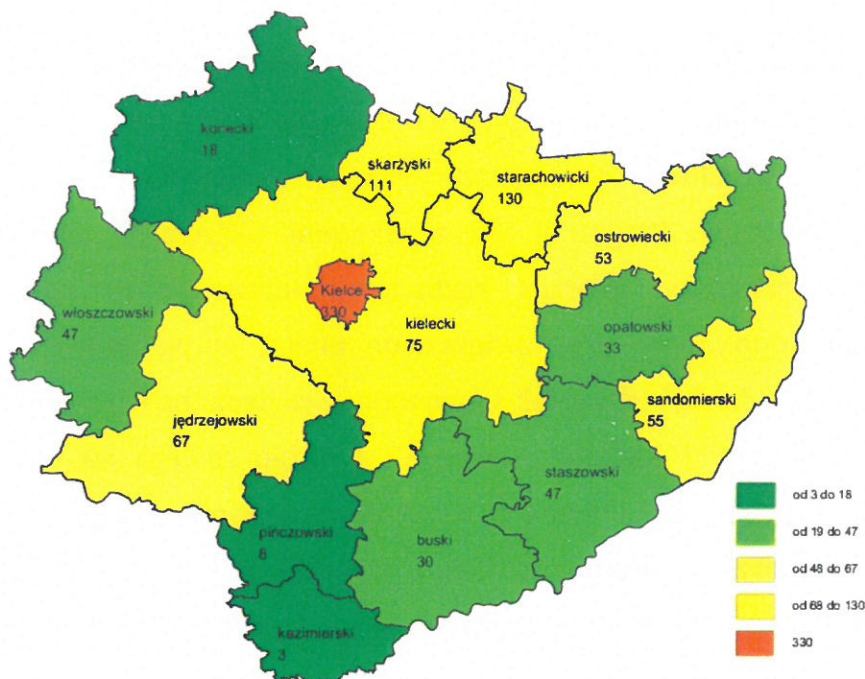 konecki
18
skarżyski
111
starachowicki
130
ostrowiecki
53
włoszczowski
47
Kielce
330
kielecki
75
opatowski
33
sandomierski
55
jędrzejowski
67
staszowski
47
pińczowski
8
buski
30
kazimierski
3
od 3 do 18
od 19 do 47
od 48 do 67
od 68 do 130
330